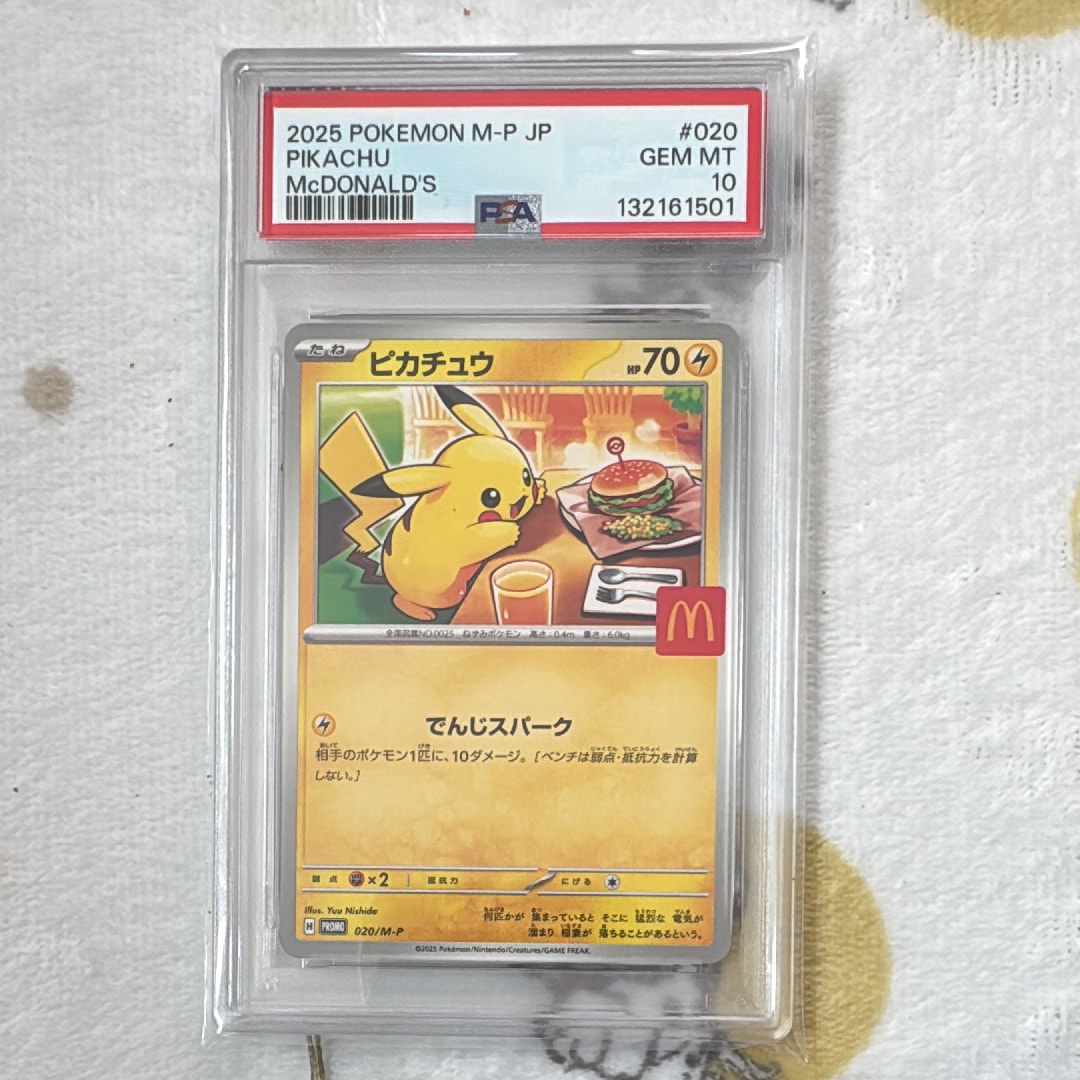 2025 POKEMON M-P JP #020
PIKACHU GEM MT
McDONALD'S 10
PSA 132161501
たね ピカチュウ HP 70
全国図鑑NO.0025 ねずみポケモン 高さ:0.4m 重さ:6.0kg
M
でんじスパーク
相手のポケモン1匹に、10ダメージ。[ベンチは弱点・抵抗力を計算
しない。]
弱点 ×2 抵抗力 にげる
Illus. Yuu Nishida
何匹かが 集まっていると そこに 猛烈な 電気が
H PROMO 020/M-P 溜まり 稲妻が 落ちることがあるという。
©2025 Pokémon/Nintendo/Creatures/GAME FREAK.